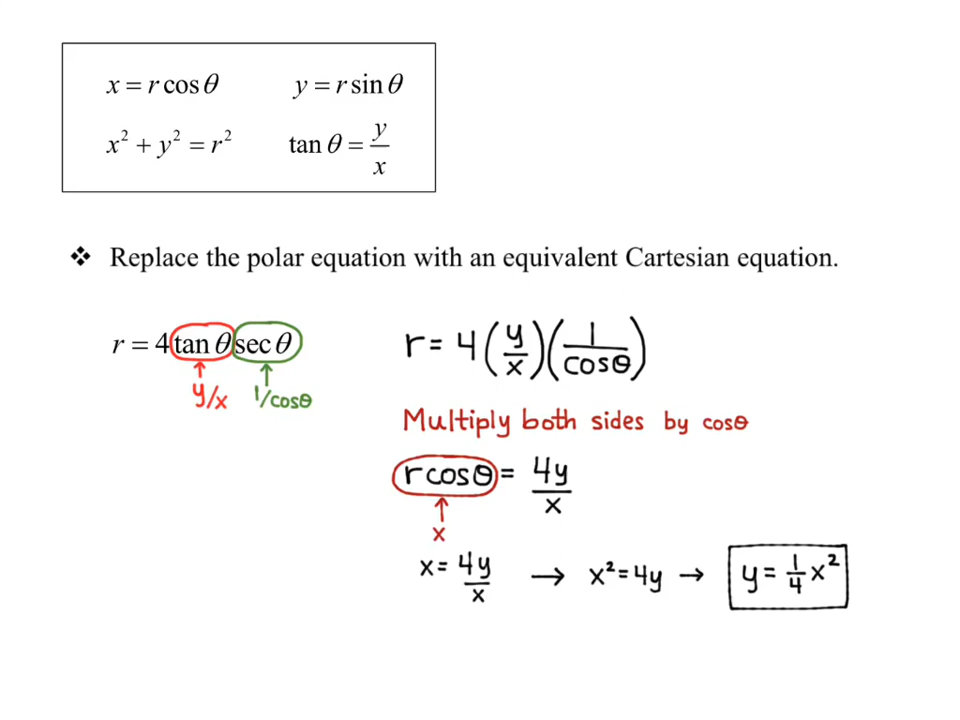 x = r cos θ    y = r sin θ
x² + y² = r²    tan θ = y/x
❖ Replace the polar equation with an equivalent Cartesian equation.
r = 4 tan θ sec θ
y/x    1/cosθ
r = 4 (y/x)(1/cosθ)
Multiply both sides by cosθ
r cosθ = 4y/x
x
x = 4y/x → x² = 4y → y = 1/4 x²